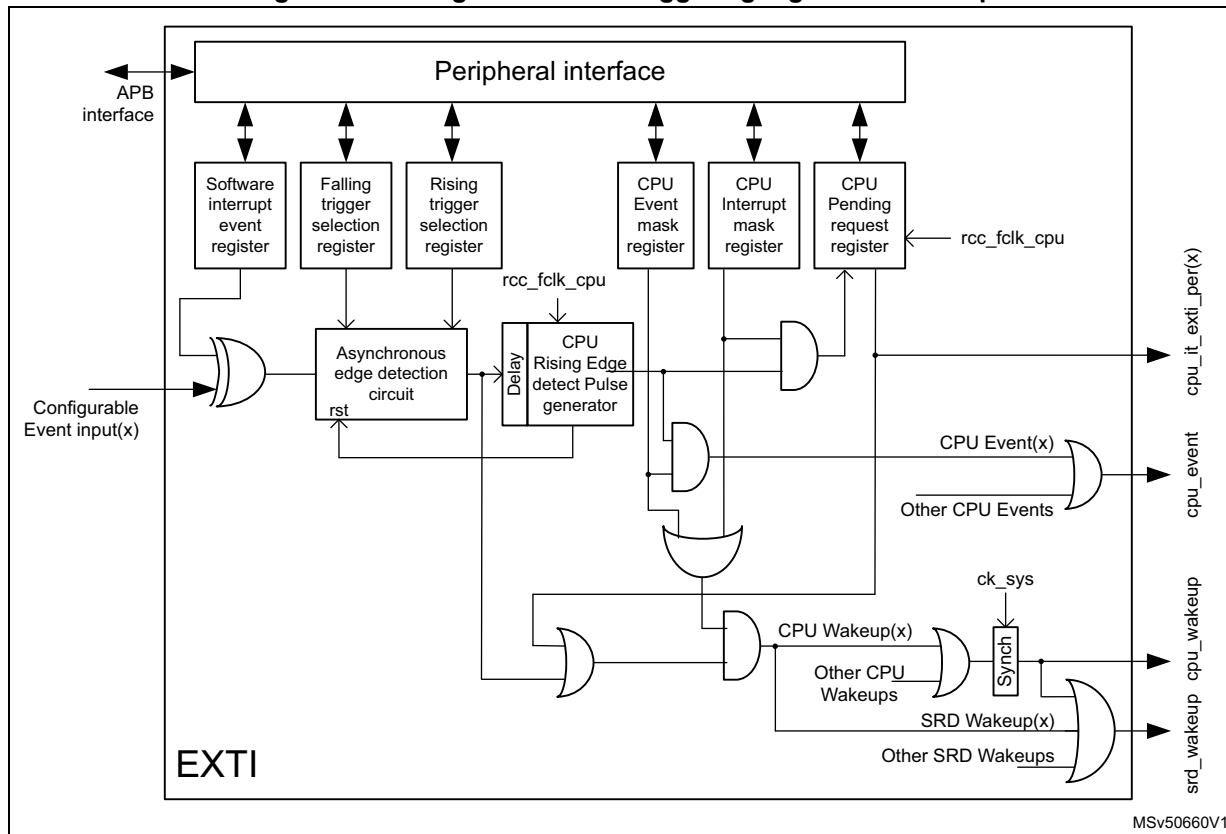 Peripheral interface
APB
interface
Software
interrupt
event
register
Falling
trigger
selection
register
Rising
trigger
selection
register
CPU
Event
mask
register
CPU
Interrupt
mask
register
CPU
Pending
request
register
rcc_fclk_cpu
rcc_fclk_cpu
Asynchronous
edge detection
circuit
rst
Delay
CPU
Rising Edge
detect Pulse
generator
Configurable
Event input(x)
cpu_it_exti_per(x)
CPU Event(x)
Other CPU Events
cpu_event
ck_sys
CPU Wakeup(x)
Other CPU
Wakeups
Synch
cpu_wakeup
SRD Wakeup(x)
Other SRD Wakeups
srd_wakeup
EXTI
MSv50660V1